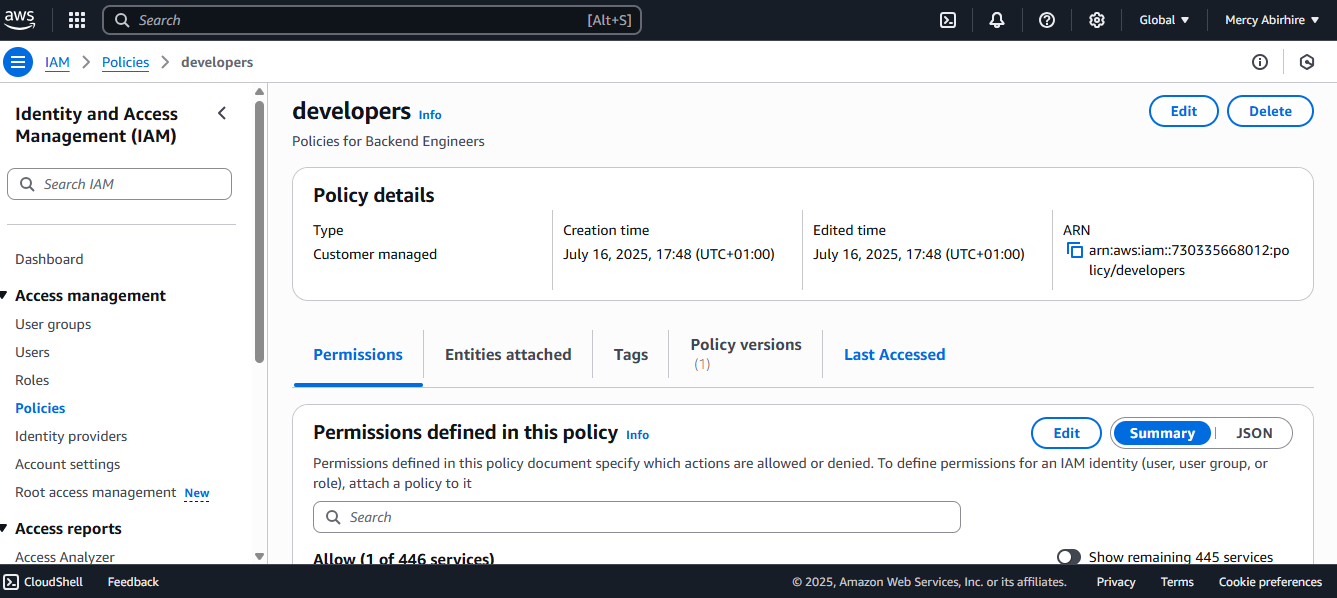 aws
Search [Alt+S]
Global
Mercy Abirhire
IAM
Policies
developers
Identity and Access
Management (IAM)
Search IAM
Dashboard
Access management
User groups
Users
Roles
Policies
Identity providers
Account settings
Root access management New
Access reports
Access Analyzer
developers Info
Edit
Delete
Policies for Backend Engineers
Policy details
Type
Customer managed
Creation time
July 16, 2025, 17:48 (UTC+01:00)
Edited time
July 16, 2025, 17:48 (UTC+01:00)
ARN
arn:aws:iam::730335668012:po
licy/developers
Permissions
Entities attached
Tags
Policy versions
(1)
Last Accessed
Permissions defined in this policy Info
Edit
Summary
JSON
Permissions defined in this policy document specify which actions are allowed or denied. To define permissions for an IAM identity (user, user group, or
role), attach a policy to it
Search
Allow (1 of 446 services)
Show remaining 445 services
CloudShell
Feedback
© 2025, Amazon Web Services, Inc. or its affiliates.
Privacy
Terms
Cookie preferences